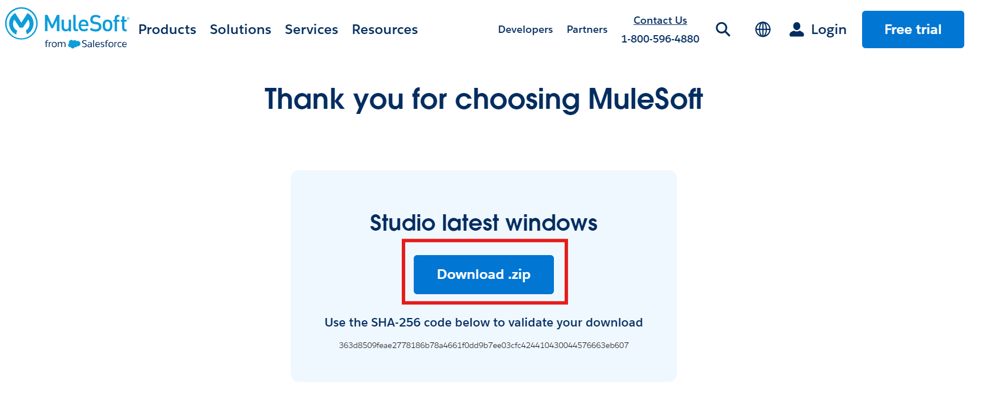 MuleSoft
from Salesforce
Products Solutions Services Resources
Developers Partners
Contact Us
1-800-596-4880
Login
Free trial
Thank you for choosing MuleSoft
Studio latest windows
Download .zip
Use the SHA-256 code below to validate your download
363d8509feae2778186b78a4661f0dd9b7ee03cfc424410430044576663eb607